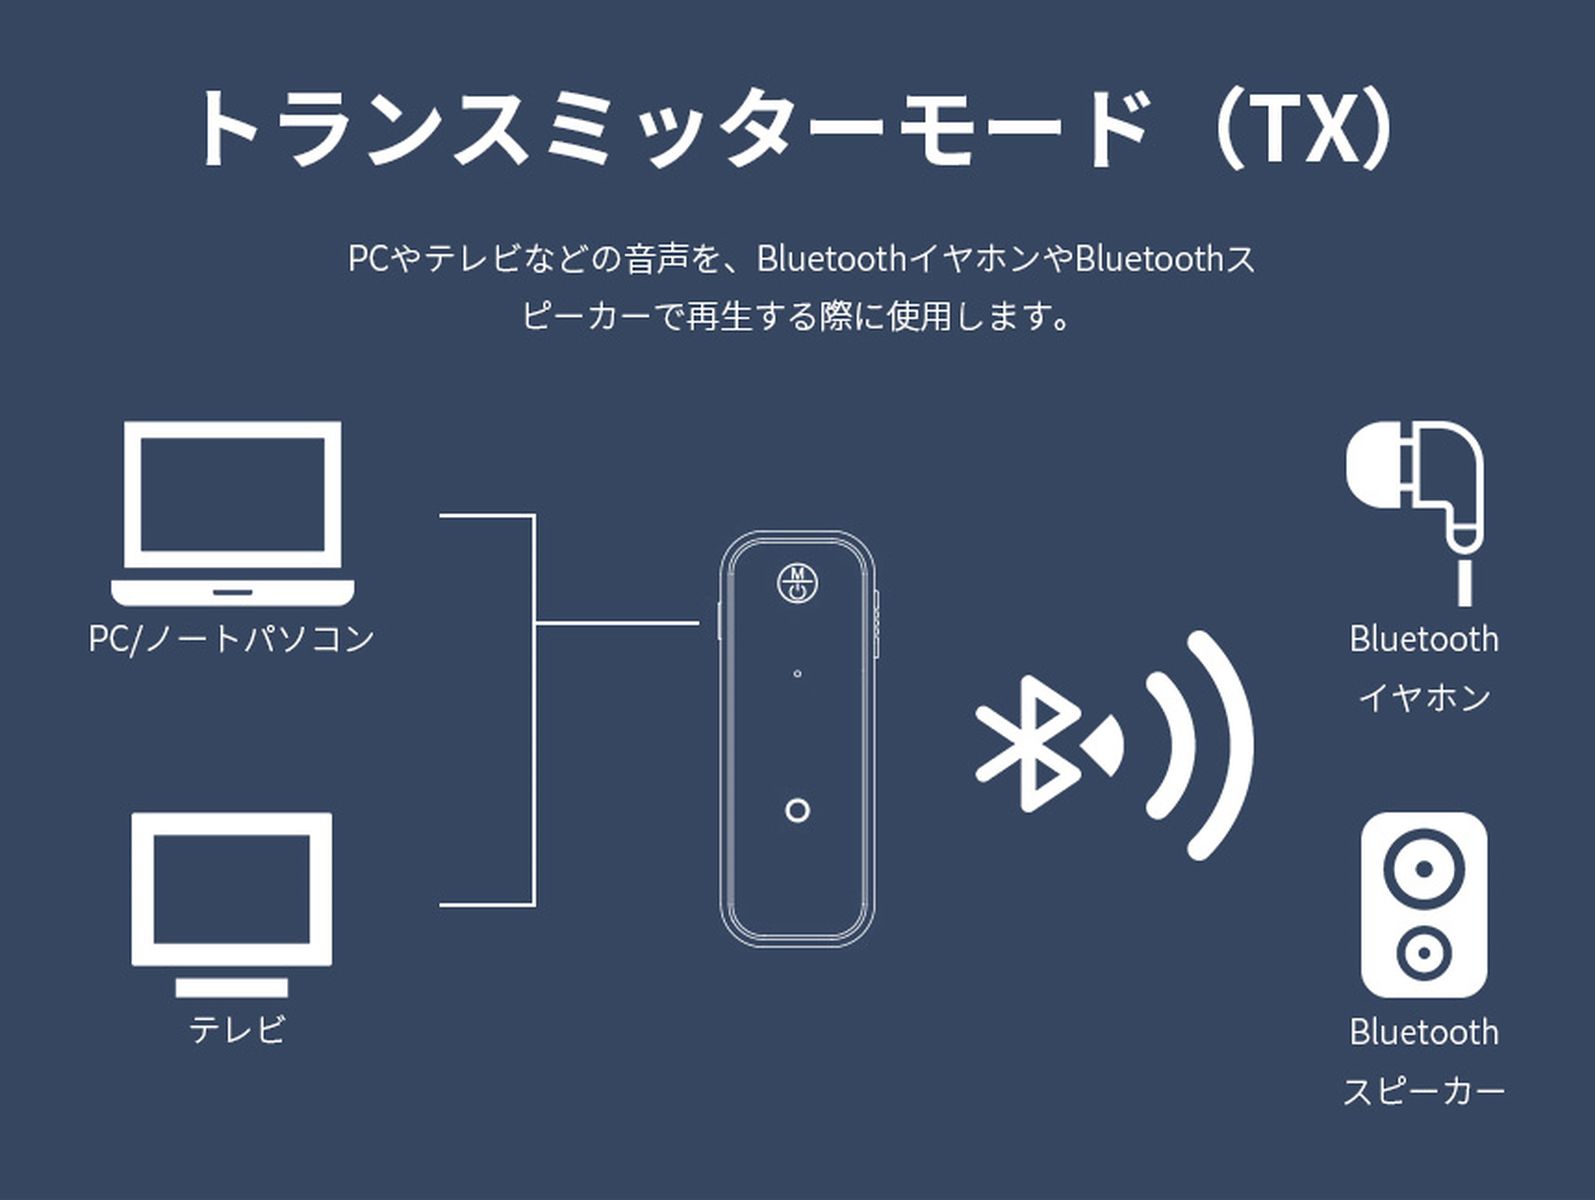 トランスミッターモード（TX）
PCやテレビなどの音声を、BluetoothイヤホンやBluetoothス
ピーカーで再生する際に使用します。
PC/ノートパソコン
M
Bluetooth
イヤホン
テレビ
Bluetooth
スピーカー